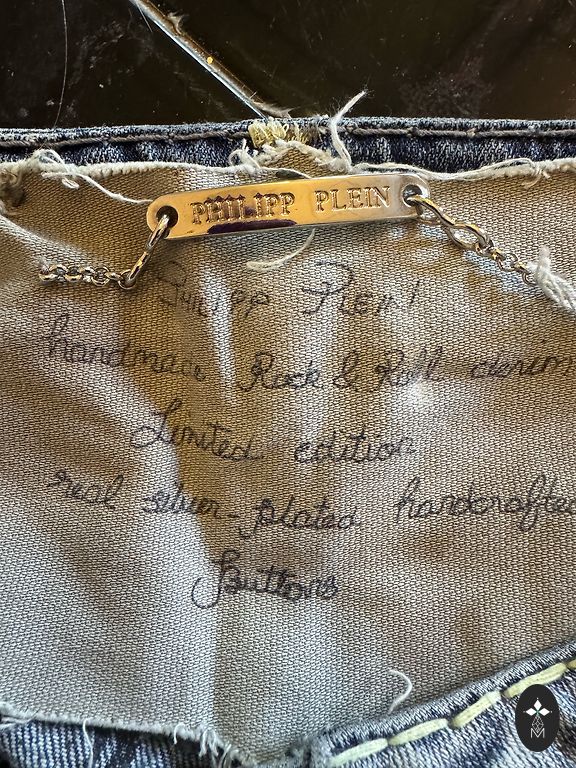 PHILIPP PLEIN
PHILIPP PLEIN
handmade Rock & Roll denim
Limited edition
real silver-plated handcrafted
Buttons
M